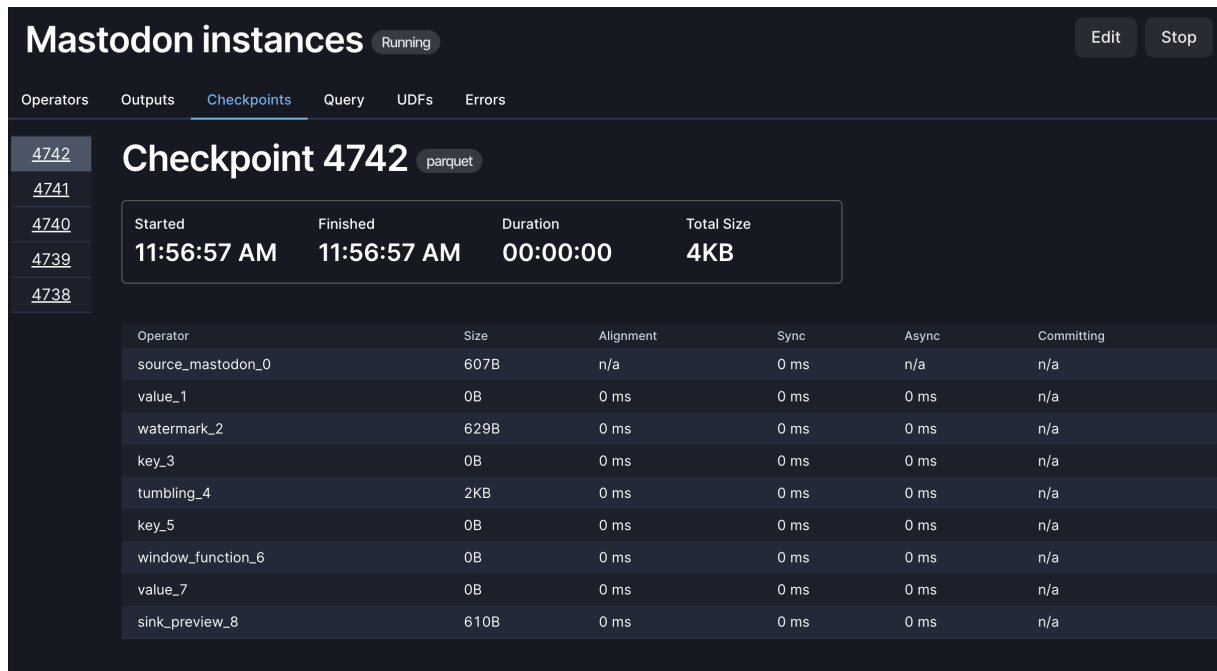 Mastodon instances Running Edit Stop
Operators Outputs Checkpoints Query UDFs Errors
4742
4741
4740
4739
4738
Checkpoint 4742 parquet
Started Finished Duration Total Size
11:56:57 AM 11:56:57 AM 00:00:00 4KB
Operator Size Alignment Sync Async Committing
source_mastodon_0 607B n/a 0 ms n/a n/a
value_1 0B 0 ms 0 ms 0 ms n/a
watermark_2 629B 0 ms 0 ms 0 ms n/a
key_3 0B 0 ms 0 ms 0 ms n/a
tumbling_4 2KB 0 ms 0 ms 0 ms n/a
key_5 0B 0 ms 0 ms 0 ms n/a
window_function_6 0B 0 ms 0 ms 0 ms n/a
value_7 0B 0 ms 0 ms 0 ms n/a
sink_preview_8 610B 0 ms 0 ms 0 ms n/a